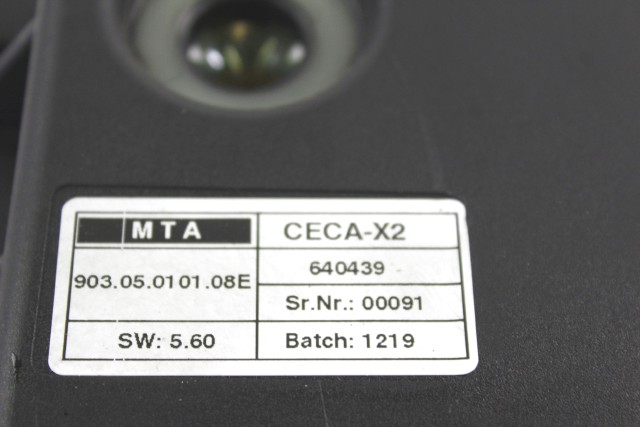 MTA
CECA-X2
903.05.0101.08E
640439
Sr.Nr.: 00091
SW: 5.60
Batch: 1219